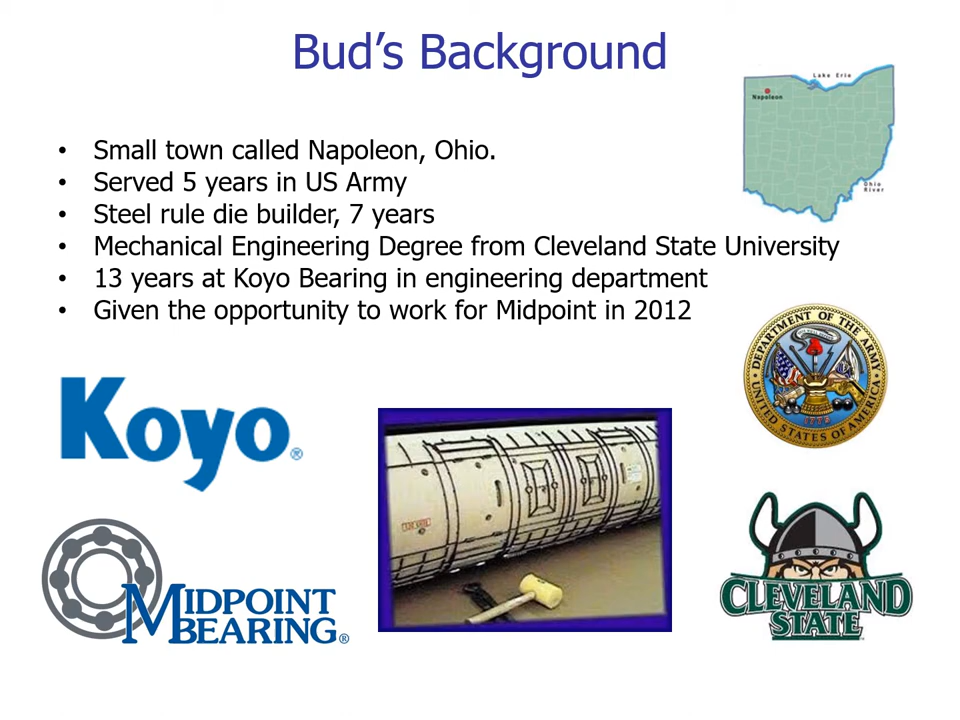 Bud’s Background
Lake Erie
Napoleon
Ohio
River
• Small town called Napoleon, Ohio.
• Served 5 years in US Army
• Steel rule die builder, 7 years
• Mechanical Engineering Degree from Cleveland State University
• 13 years at Koyo Bearing in engineering department
• Given the opportunity to work for Midpoint in 2012
DEPARTMENT OF THE ARMY
UNITED STATES OF AMERICA
1775
Koyo®
MIDPOINT
BEARING®
CLEVELAND
STATE